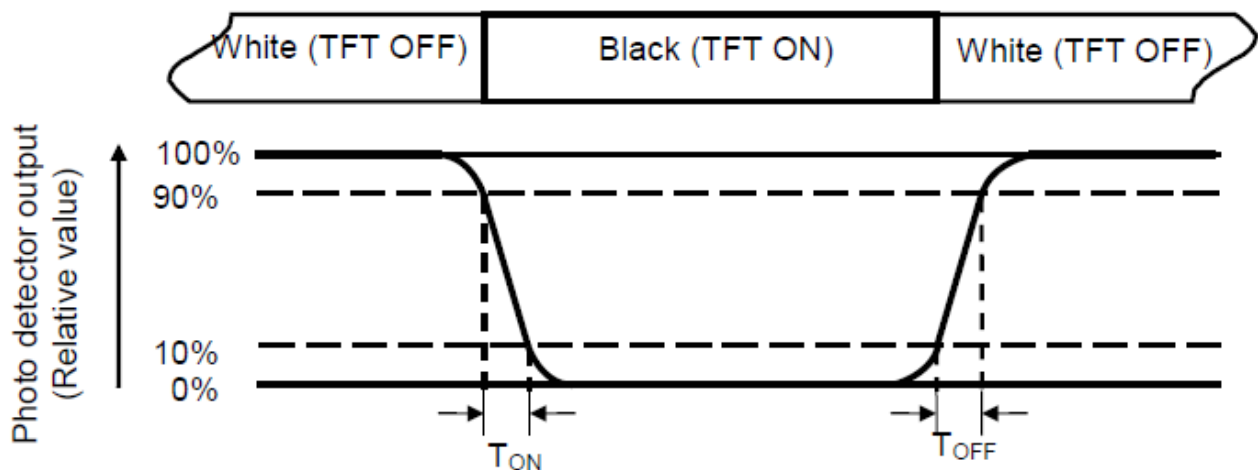 White (TFT OFF)
Black (TFT ON)
White (TFT OFF)
Photo detector output
(Relative value)
100%
90%
10%
0%
TON
TOFF